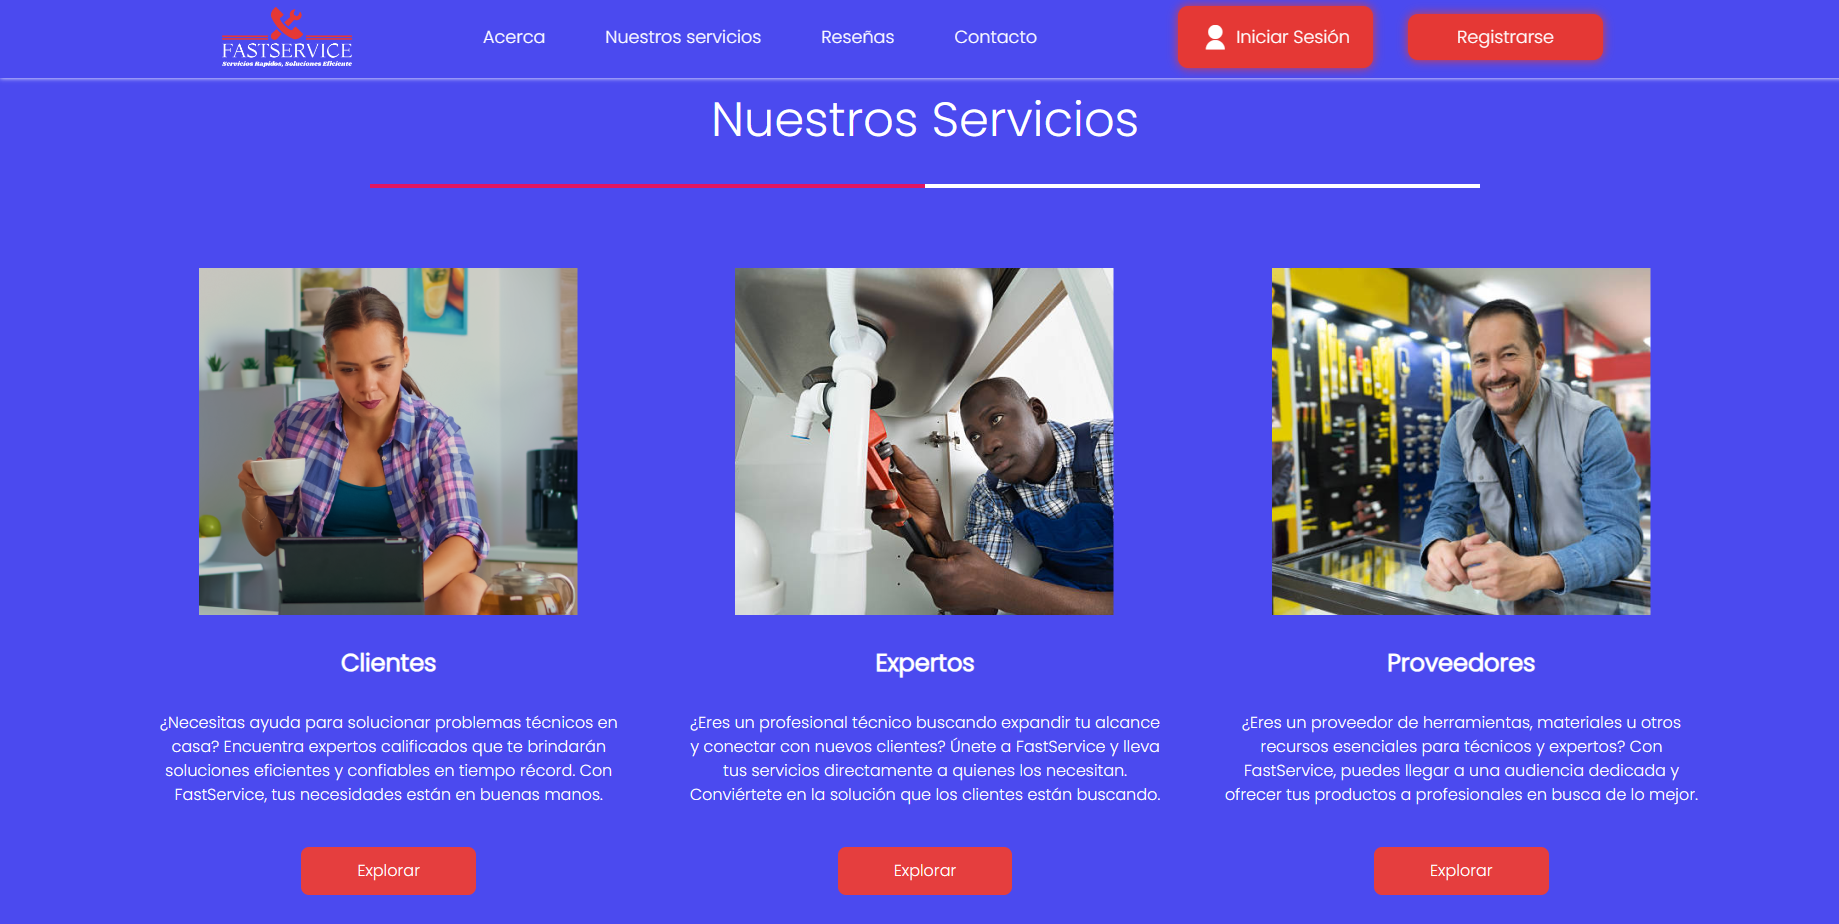 FASTSERVICE
Servicios Rapidos, Soluciones Eficiente
Acerca
Nuestros servicios
Reseñas
Contacto
Iniciar Sesión
Registrarse
Nuestros Servicios
Clientes
¿Necesitas ayuda para solucionar problemas técnicos en
casa? Encuentra expertos calificados que te brindarán
soluciones eficientes y confiables en tiempo récord. Con
FastService, tus necesidades están en buenas manos.
Explorar
Expertos
¿Eres un profesional técnico buscando expandir tu alcance
y conectar con nuevos clientes? Únete a FastService y lleva
tus servicios directamente a quienes los necesitan.
Conviértete en la solución que los clientes están buscando.
Explorar
Proveedores
¿Eres un proveedor de herramientas, materiales u otros
recursos esenciales para técnicos y expertos? Con
FastService, puedes llegar a una audiencia dedicada y
ofrecer tus productos a profesionales en busca de lo mejor.
Explorar